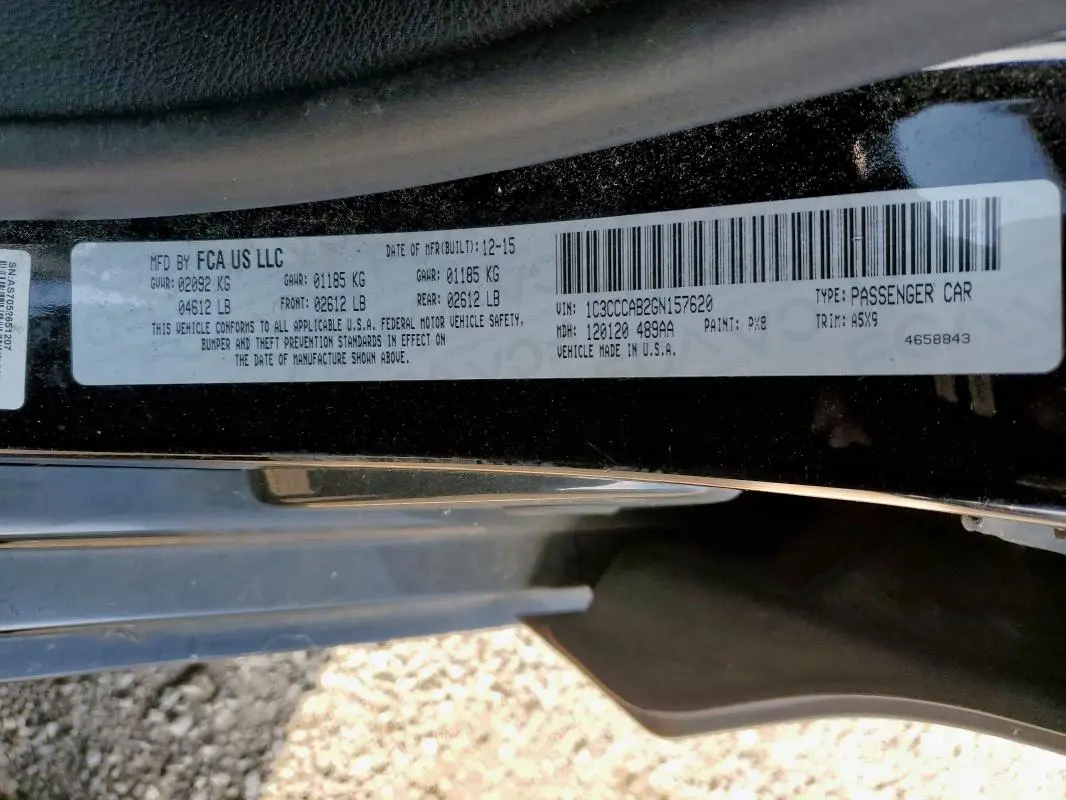 SN:AS7052651207
MFD BY FCA US LLC DATE OF MFR(BUILT): 12-15
GVWR: 02092 KG GAWR: 01185 KG GAWR: 01185 KG
04612 LB FRONT: 02612 LB REAR: 02612 LB
THIS VEHICLE CONFORMS TO ALL APPLICABLE U.S.A. FEDERAL MOTOR VEHICLE SAFETY,
BUMPER AND THEFT PREVENTION STANDARDS IN EFFECT ON
THE DATE OF MANUFACTURE SHOWN ABOVE.
VIN: 1C3CCCAB2GN157620 TYPE: PASSENGER CAR
MDH: 120120 489AA PAINT: PX8 TRIM: A5X9
VEHICLE MADE IN U.S.A. 4658843